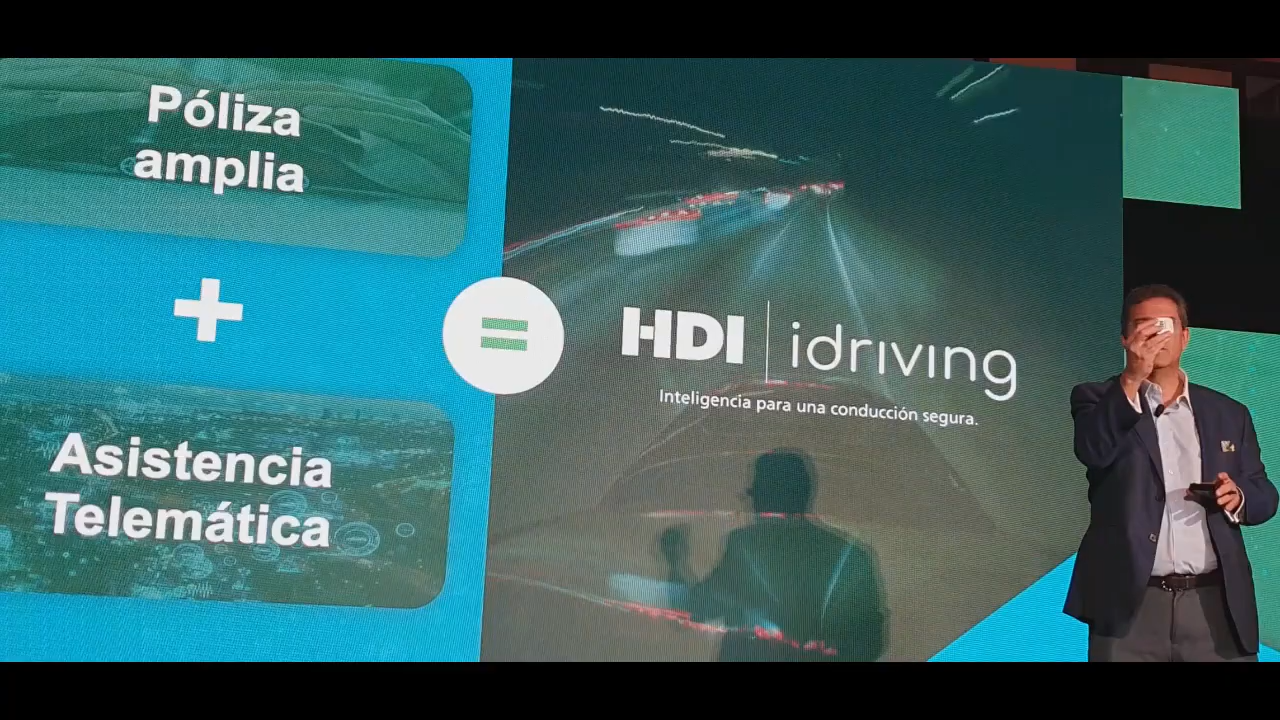 Póliza
amplia
+
Asistencia
Telemática
=
HDI | idriving
Inteligencia para una conducción segura.